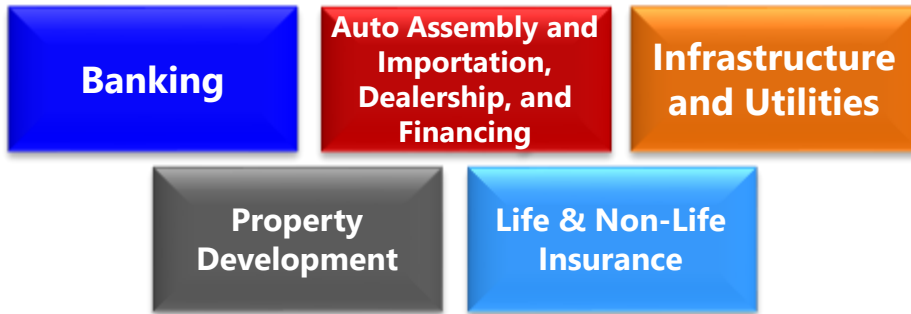 Banking
Auto Assembly and
Importation,
Dealership, and
Financing
Infrastructure
and Utilities
Property
Development
Life & Non-Life
Insurance